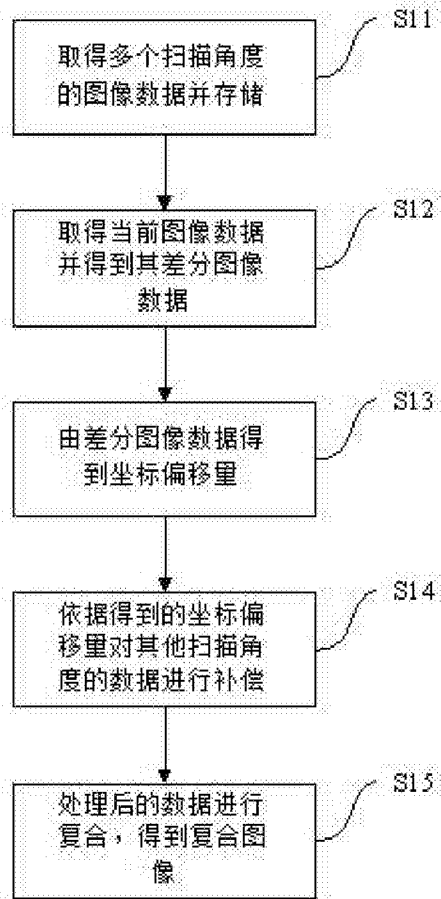 S11
取得多个扫描角度
的图像数据并存储
S12
取得当前图像数据
并得到其差分图像
数据
S13
由差分图像数据得
到坐标偏移量
S14
依据得到的坐标偏
移量对其他扫描角
度的数据进行补偿
S15
处理后的数据进行
复合，得到复合图
像